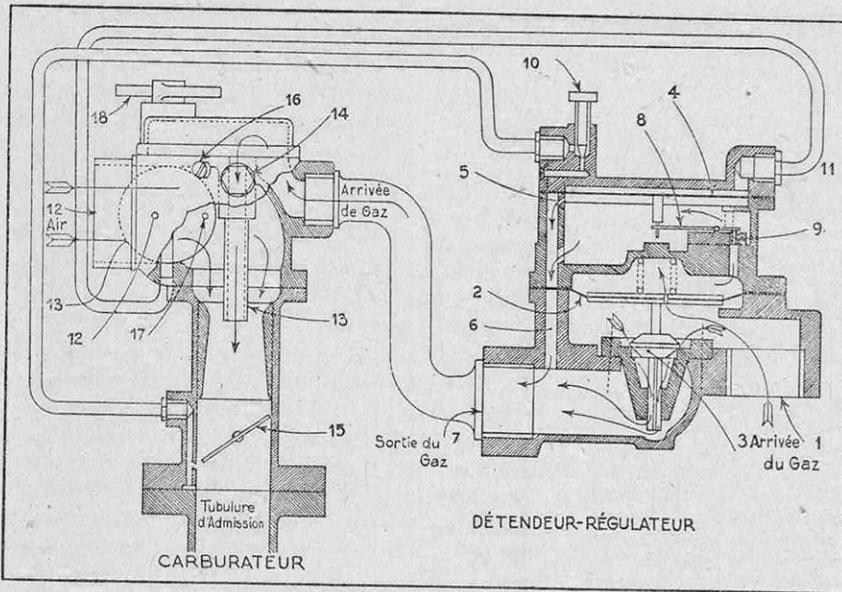 10
4
16
14
8
18
5
11
Arrivée
de Gaz
12
Air
9
2
13
12
17
6
13
15
Sortie du
Gaz
7
3 Arrivée
du Gaz
1
Tubulure
d'Admission
DÉTENDEUR-RÉGULATEUR
CARBURATEUR